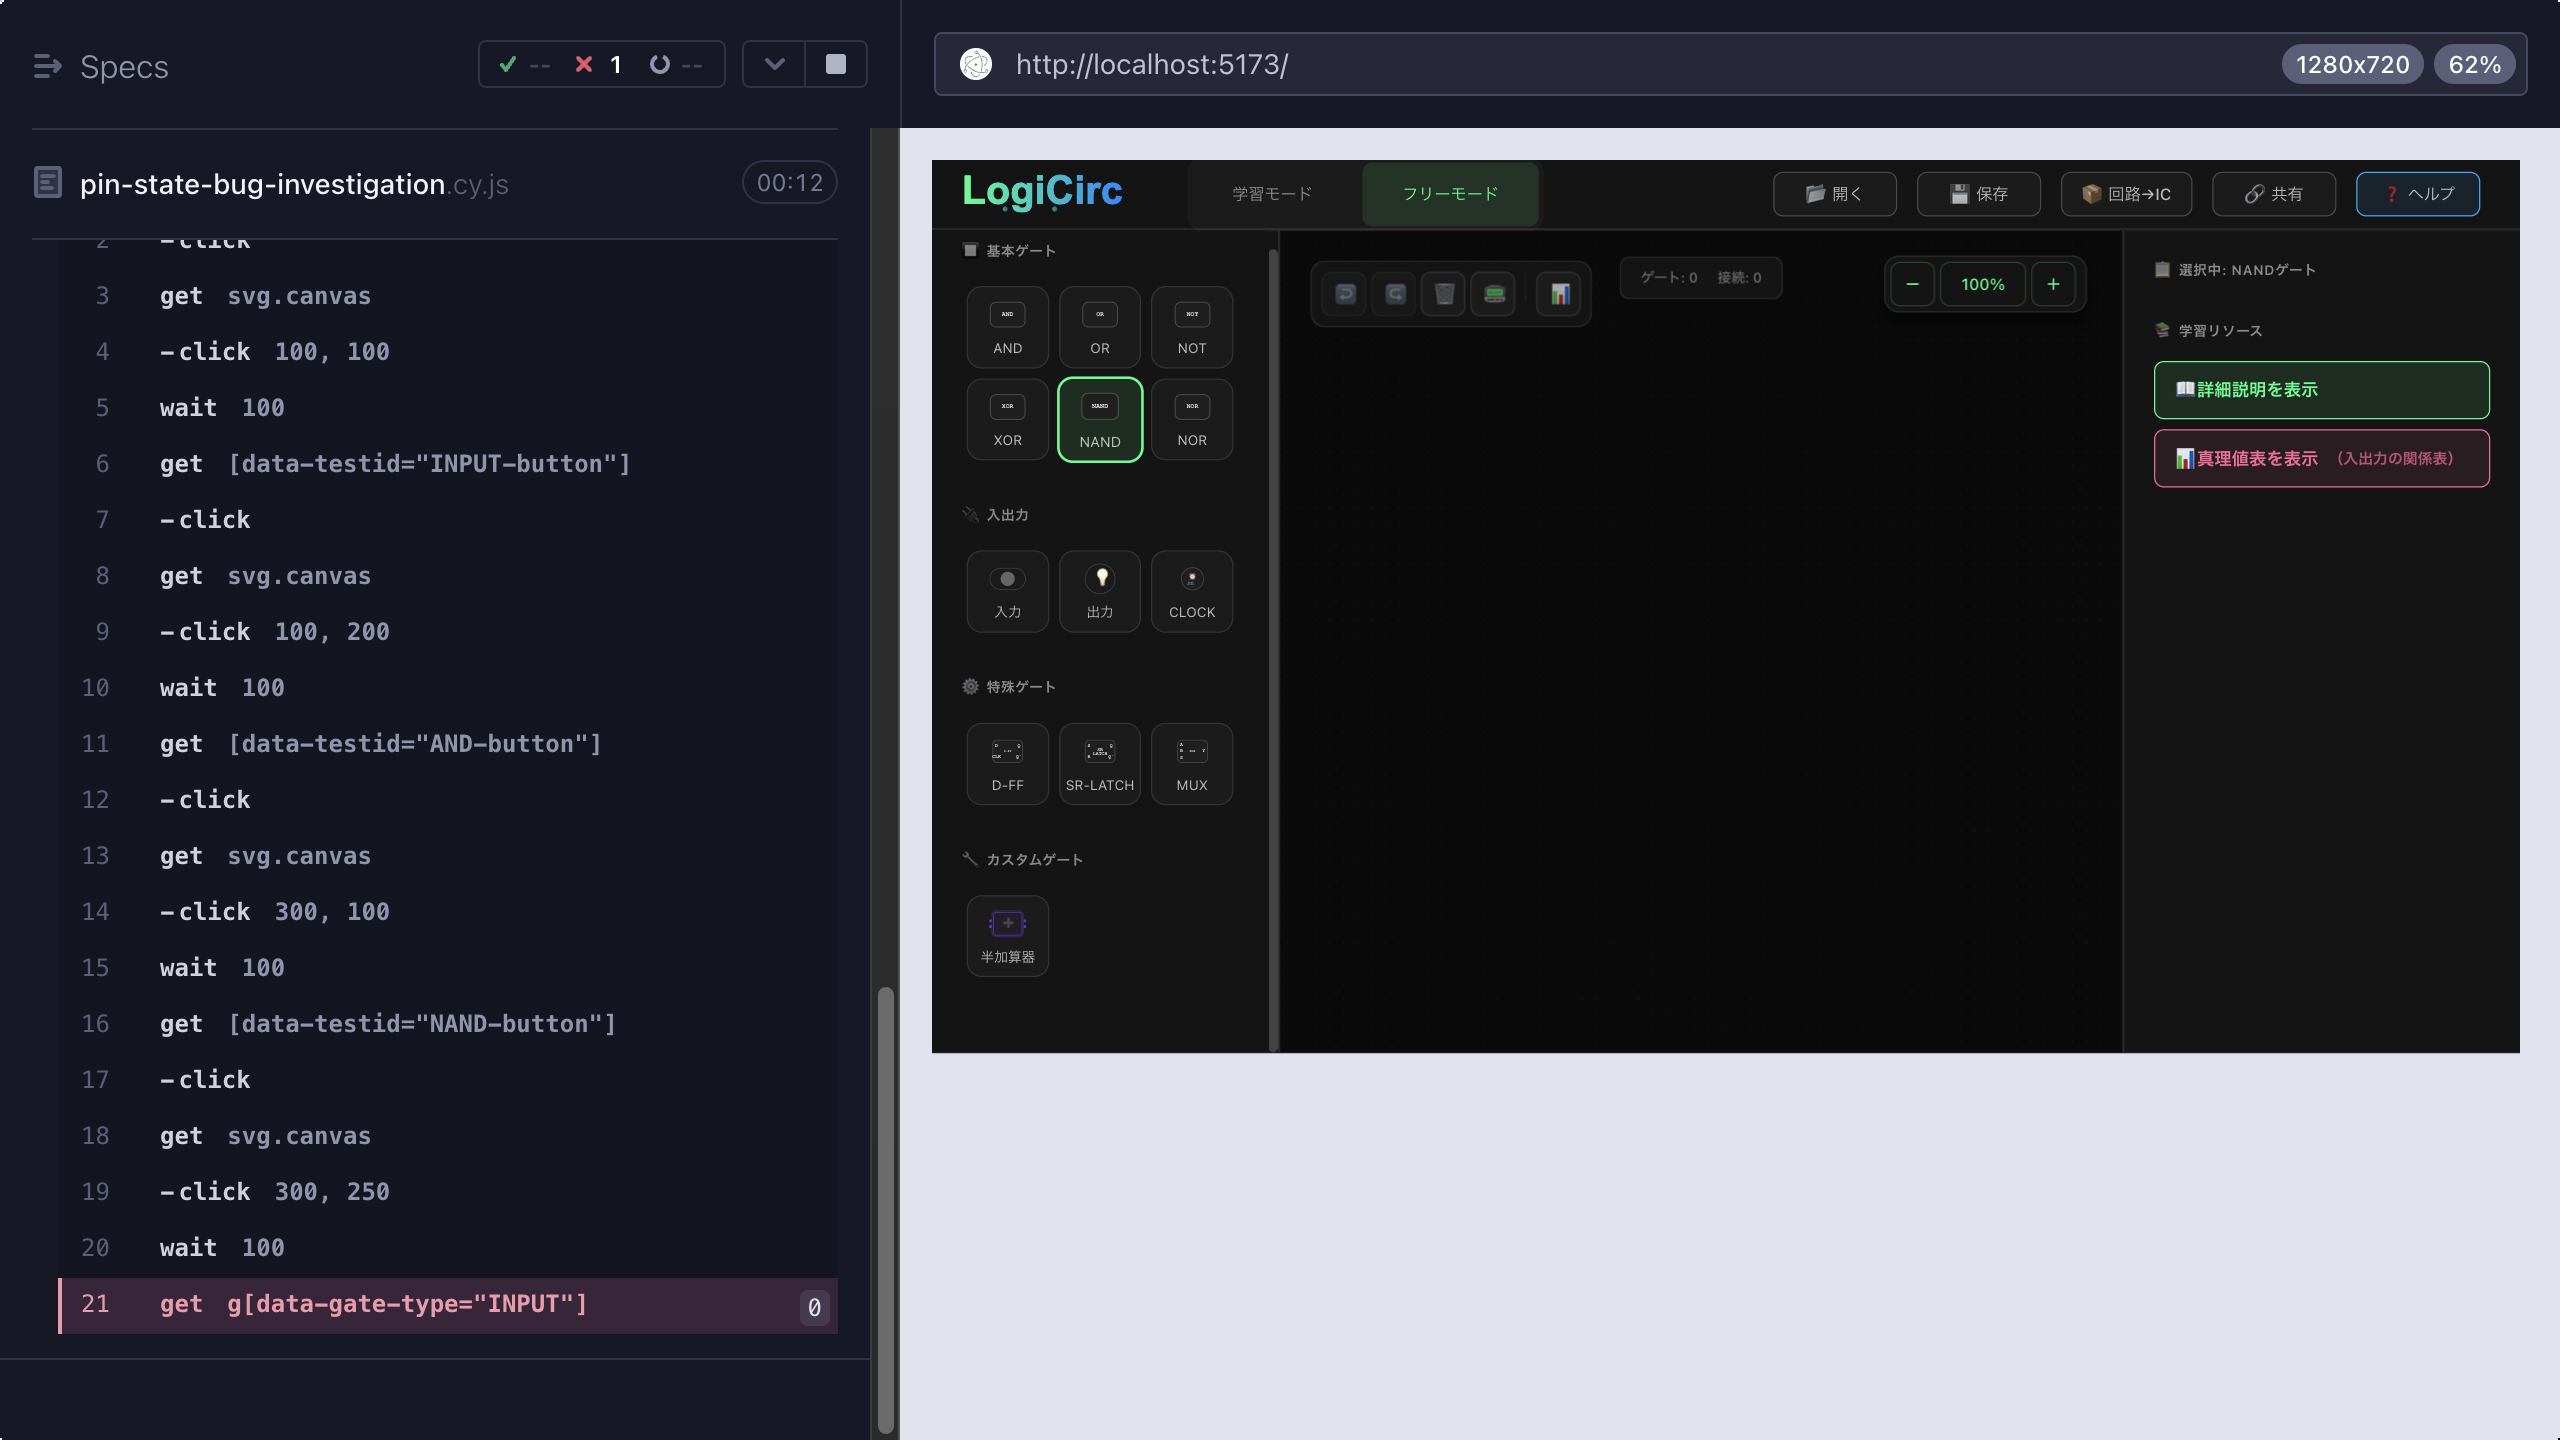 Specs
-- 1 --
pin-state-bug-investigation.cy.js
00:12
2 -click
3 get svg.canvas
4 -click 100, 100
5 wait 100
6 get [data-testid="INPUT-button"]
7 -click
8 get svg.canvas
9 -click 100, 200
10 wait 100
11 get [data-testid="AND-button"]
12 -click
13 get svg.canvas
14 -click 300, 100
15 wait 100
16 get [data-testid="NAND-button"]
17 -click
18 get svg.canvas
19 -click 300, 250
20 wait 100
21 get g[data-gate-type="INPUT"] 0
http://localhost:5173/
1280x720 62%
LogiCirc
学習モード フリーモード
開く 保存 回路→IC 共有 ヘルプ
基本ゲート
AND OR NOT
AND OR NOT
XOR NAND NOR
XOR NAND NOR
入出力
入力 出力 CLOCK
特殊ゲート
D-FF SR-LATCH MUX
カスタムゲート
+
半加算器
ゲート: 0 接続: 0
− 100% +
選択中: NANDゲート
学習リソース
詳細説明を表示
真理値表を表示 （入出力の関係表）